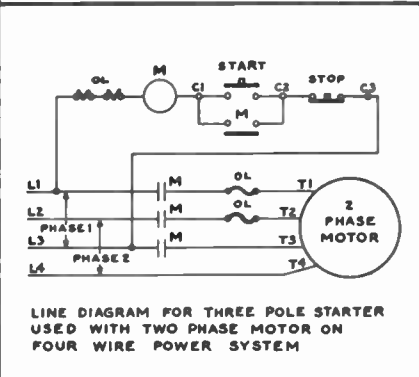 START
OL
M
C1
C2
STOP
C3
M
L1
M
OL
T1
L2
M
OL
T2
2
PHASE
MOTOR
PHASE 1
L3
M
T3
PHASE 2
L4
T4
LINE DIAGRAM FOR THREE POLE STARTER
USED WITH TWO PHASE MOTOR ON
FOUR WIRE POWER SYSTEM